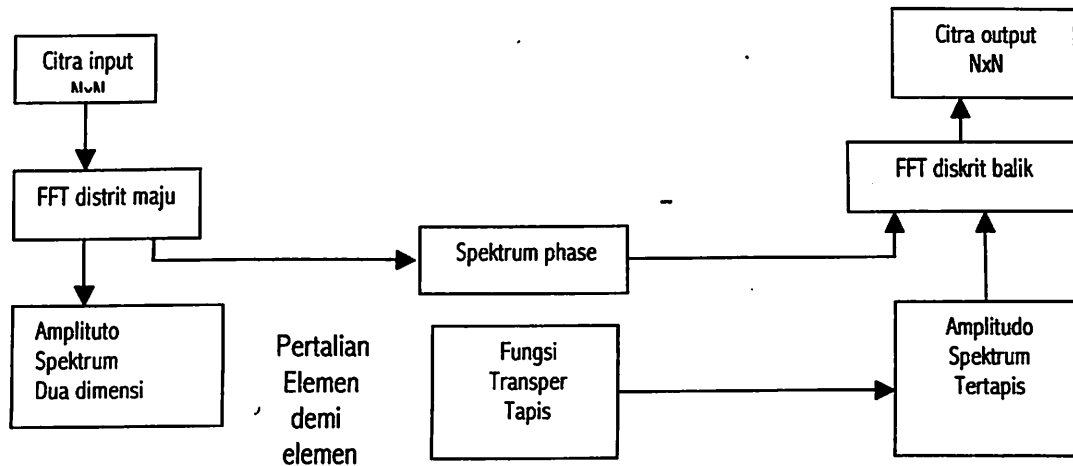 Citra input
NxN
FFT distrit maju
Amplituto
Spektrum
Dua dimensi
Pertalian
Elemen
demi
elemen
Spektrum phase
Fungsi
Transper
Tapis
Citra output
NxN
FFT diskrit balik
Amplitudo
Spektrum
Tertapis